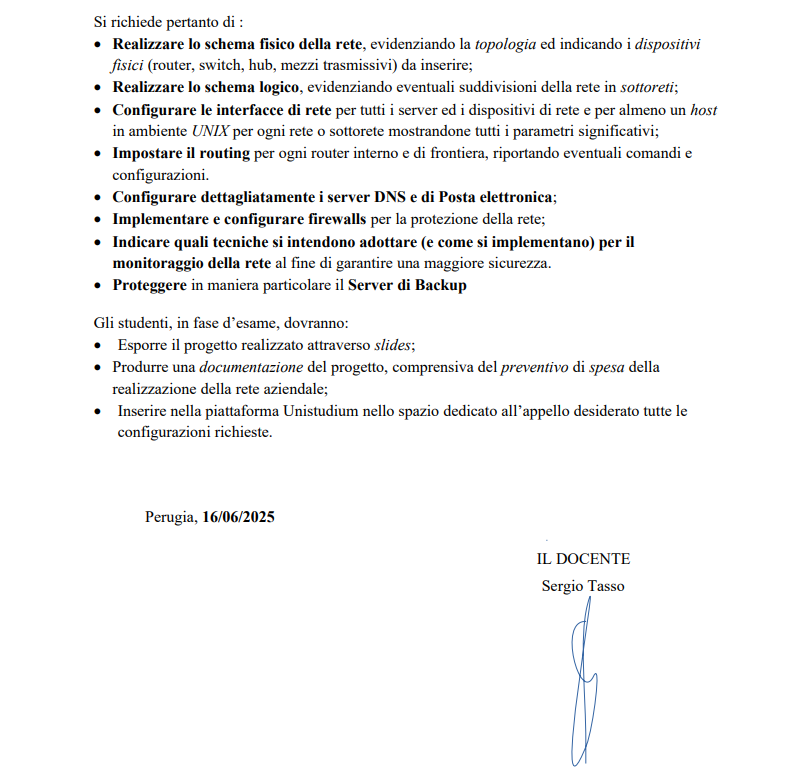 Si richiede pertanto di :
• Realizzare lo schema fisico della rete, evidenziando la topologia ed indicando i dispositivi
fisici (router, switch, hub, mezzi trasmissivi) da inserire;
• Realizzare lo schema logico, evidenziando eventuali suddivisioni della rete in sottoreti;
• Configurare le interfacce di rete per tutti i server ed i dispositivi di rete e per almeno un host
in ambiente UNIX per ogni rete o sottorete mostrandone tutti i parametri significativi;
• Impostare il routing per ogni router interno e di frontiera, riportando eventuali comandi e
configurazioni.
• Configurare dettagliatamente i server DNS e di Posta elettronica;
• Implementare e configurare firewalls per la protezione della rete;
• Indicare quali tecniche si intendono adottare (e come si implementano) per il
monitoraggio della rete al fine di garantire una maggiore sicurezza.
• Proteggere in maniera particolare il Server di Backup
Gli studenti, in fase d’esame, dovranno:
• Esporre il progetto realizzato attraverso slides;
• Produrre una documentazione del progetto, comprensiva del preventivo di spesa della
realizzazione della rete aziendale;
• Inserire nella piattaforma Unistudium nello spazio dedicato all’appello desiderato tutte le
configurazioni richieste.
Perugia, 16/06/2025
IL DOCENTE
Sergio Tasso